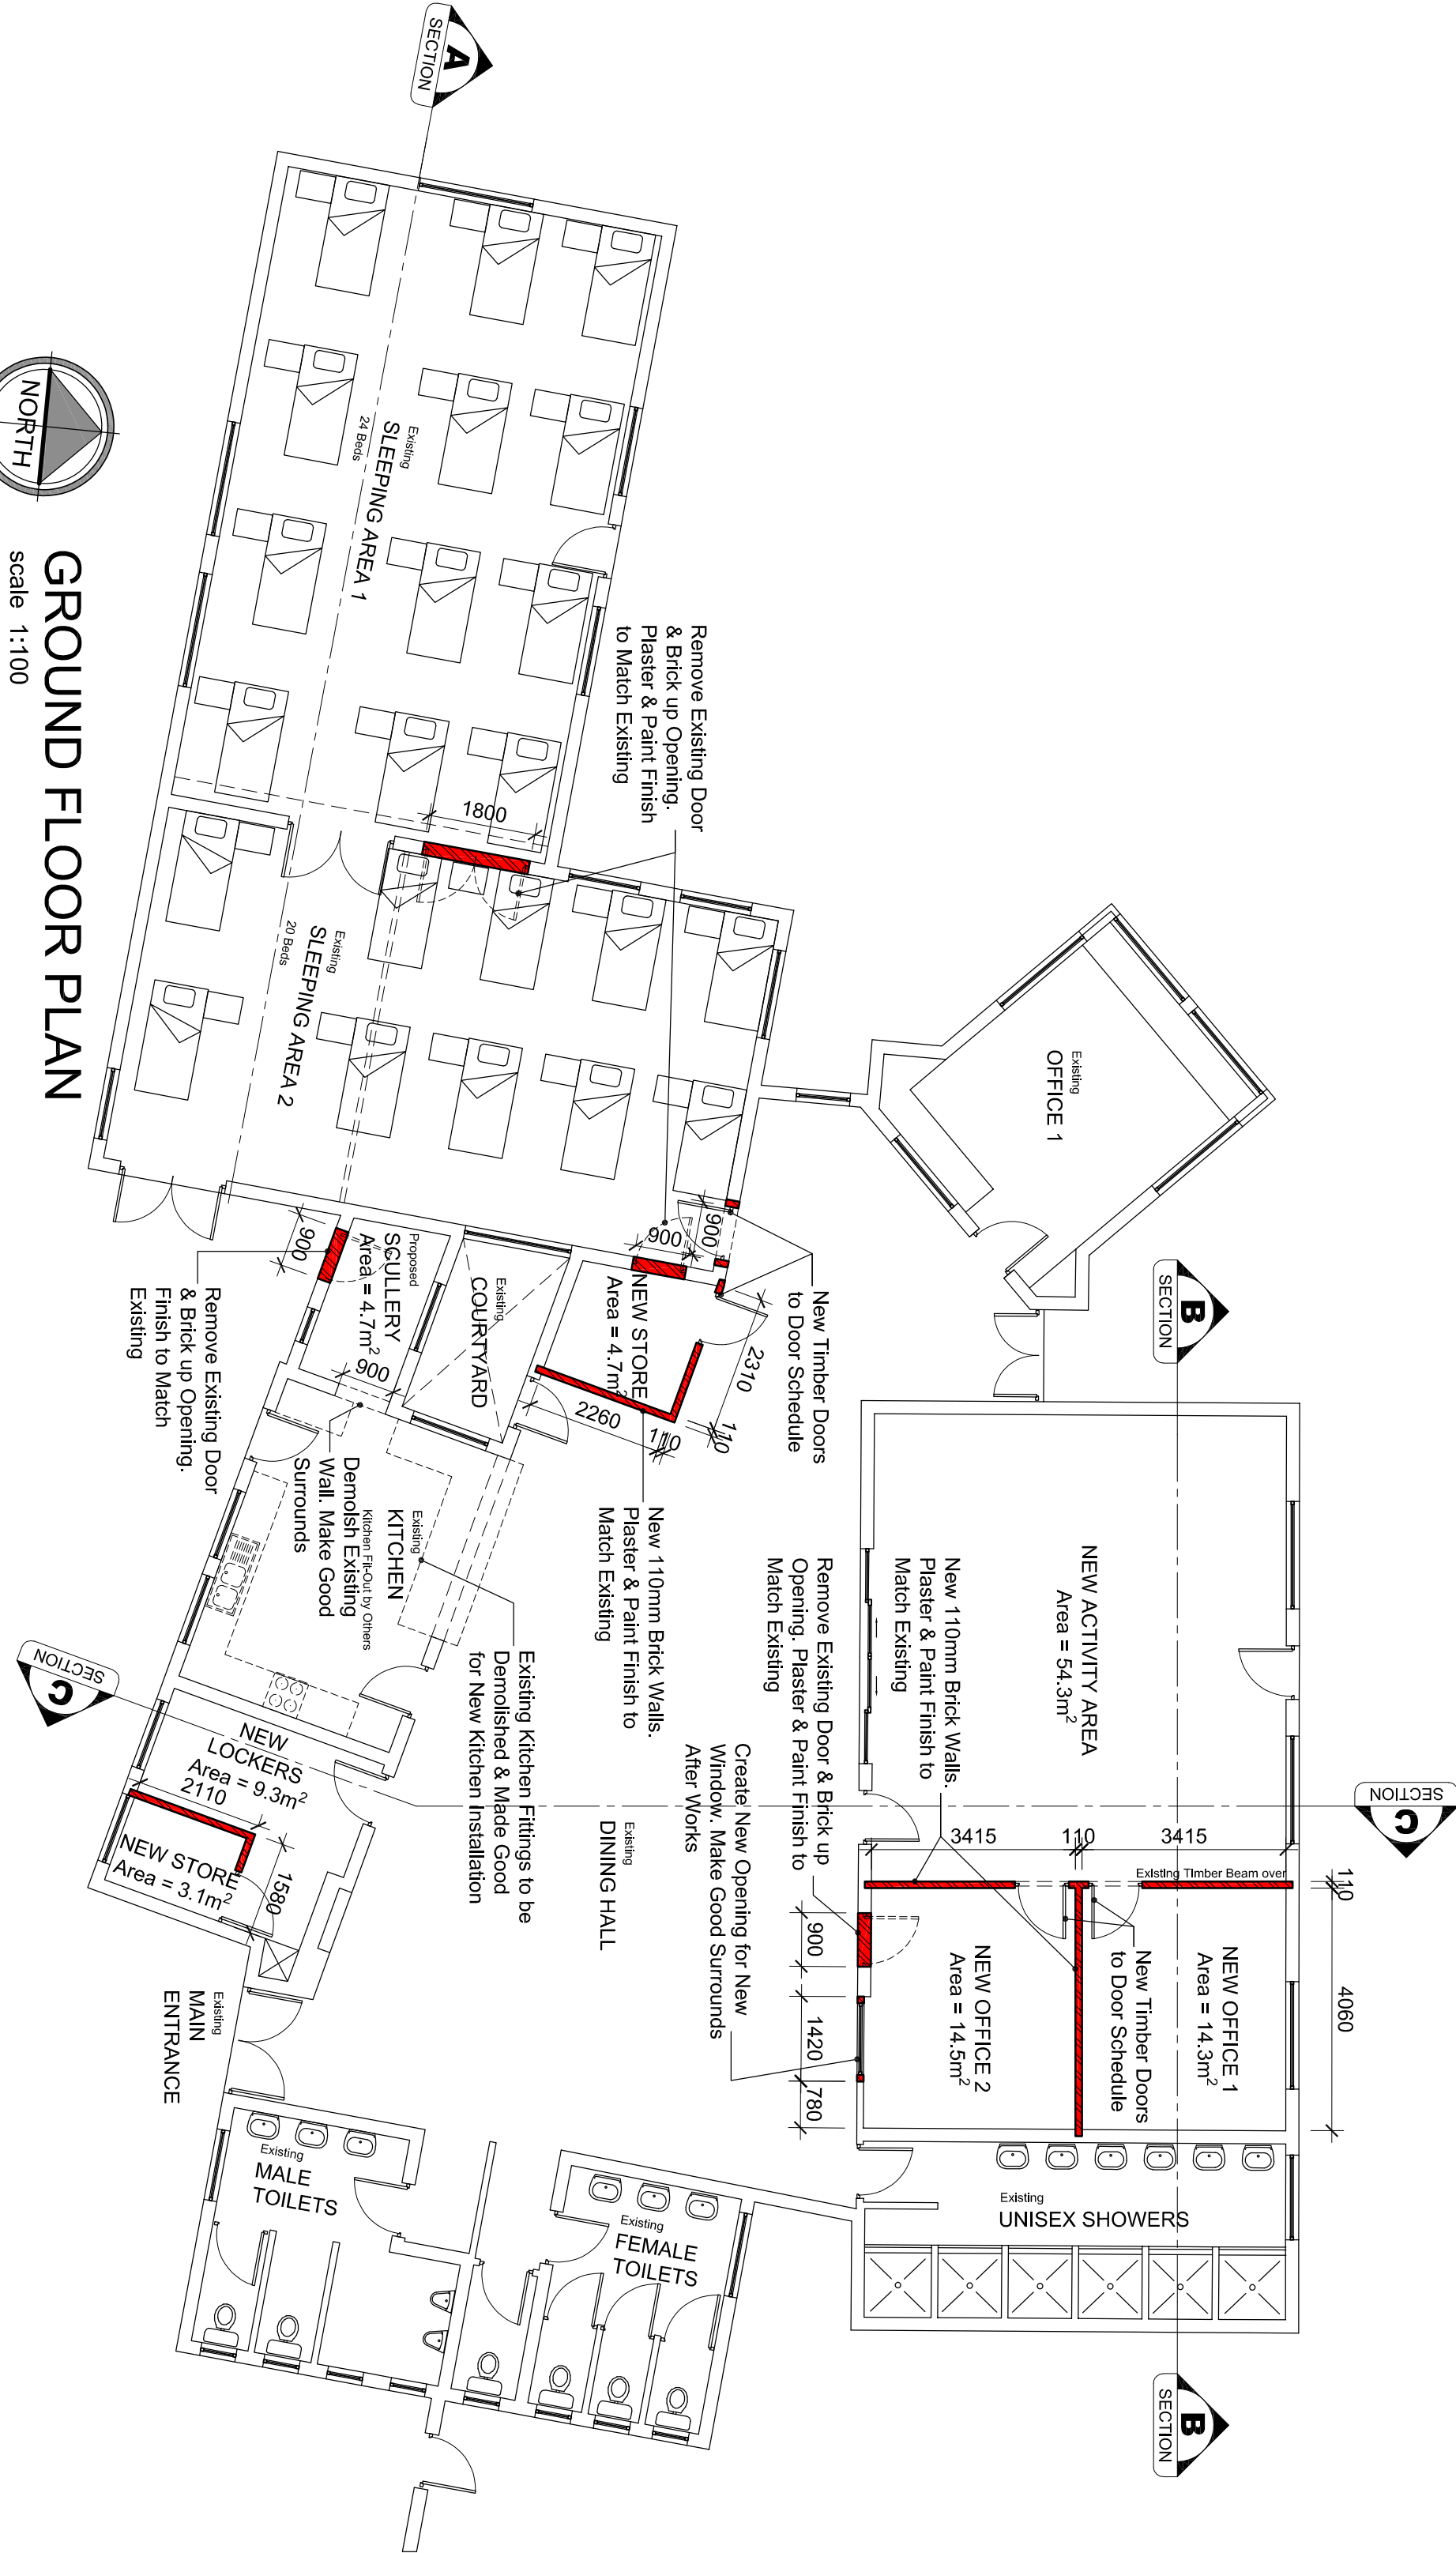 A
SECTION
Existing
SLEEPING AREA 1
24 Beds
NORTH
GROUND FLOOR PLAN
scale 1:100
Remove Existing Door
& Brick up Opening.
Plaster & Paint Finish
to Match Existing
1800
Existing
SLEEPING AREA 2
20 Beds
Existing
OFFICE 1
900
900
New Timber Doors
to Door Schedule
NEW STORE
Area = 4.7m²
2310
110
2260
110
Existing
COURTYARD
Proposed
SCULLERY
Area = 4.7m²
900
900
Remove Existing Door
& Brick up Opening.
Finish to Match
Existing
New 110mm Brick Walls.
Plaster & Paint Finish to
Match Existing
Existing
KITCHEN
Kitchen Fit-Out by Others
Demolsh Existing
Wall. Make Good
Surrounds
Existing Kitchen Fittings to be
Demolished & Made Good
for New Kitchen Installation
B
SECTION
NEW ACTIVITY AREA
Area = 54.3m²
New 110mm Brick Walls.
Plaster & Paint Finish to
Match Existing
Remove Existing Door & Brick up
Opening. Plaster & Paint Finish to
Match Existing
Create New Opening for New
Window. Make Good Surrounds
After Works
C
SECTION
C
SECTION
3415
110
3415
Existing Timber Beam over
110
4060
NEW OFFICE 1
Area = 14.3m²
New Timber Doors
to Door Schedule
NEW OFFICE 2
Area = 14.5m²
900
1420
780
Existing
DINING HALL
NEW
LOCKERS
Area = 9.3m²
2110
NEW STORE
Area = 3.1m²
1580
Existing
MAIN
ENTRANCE
Existing
MALE
TOILETS
Existing
FEMALE
TOILETS
Existing
UNISEX SHOWERS
B
SECTION